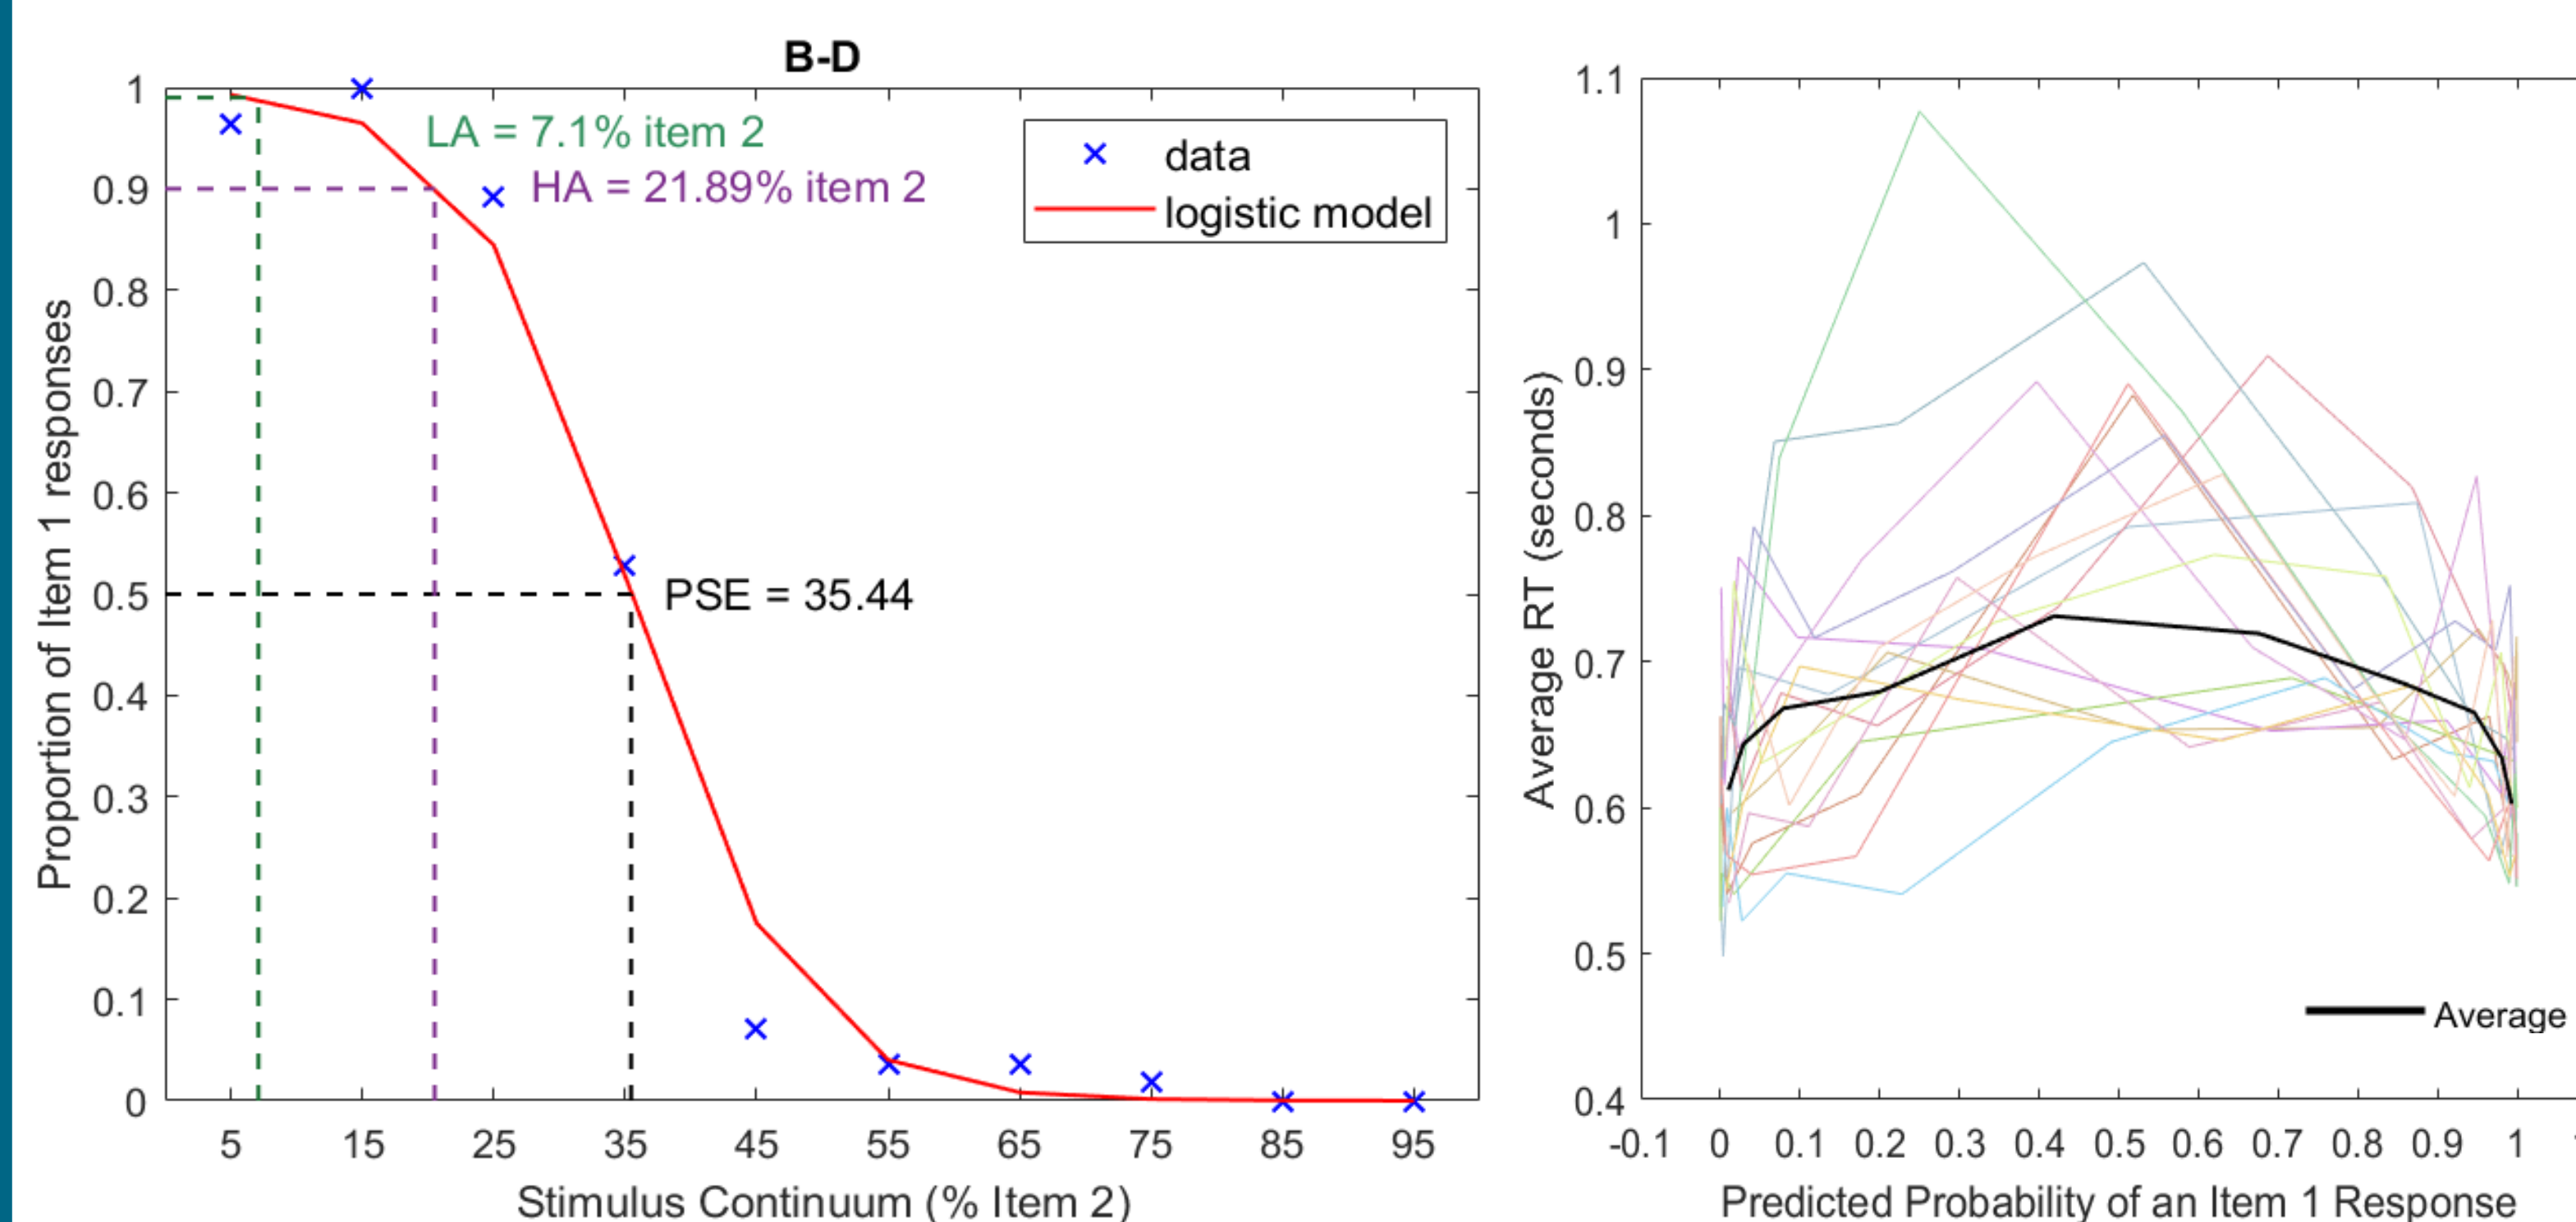 B-D
1
0.9
0.8
0.7
0.6
0.5
0.4
0.3
0.2
0.1
0
Proportion of Item 1 responses
LA = 7.1% item 2
HA = 21.89% item 2
PSE = 35.44
data
logistic model
5 15 25 35 45 55 65 75 85 95
Stimulus Continuum (% Item 2)
1.1
1
0.9
0.8
0.7
0.6
0.5
0.4
Average RT (seconds)
Average
-0.1 0 0.1 0.2 0.3 0.4 0.5 0.6 0.7 0.8 0.9 1
Predicted Probability of an Item 1 Response